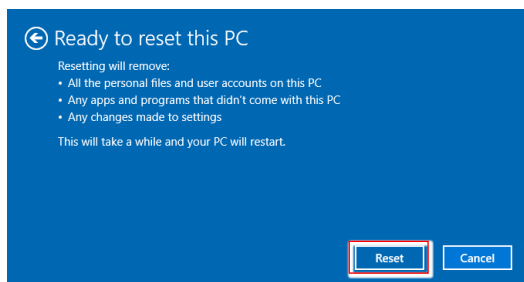 Ready to reset this PC
Resetting will remove:
• All the personal files and user accounts on this PC
• Any apps and programs that didn't come with this PC
• Any changes made to settings
This will take a while and your PC will restart.
Reset Cancel